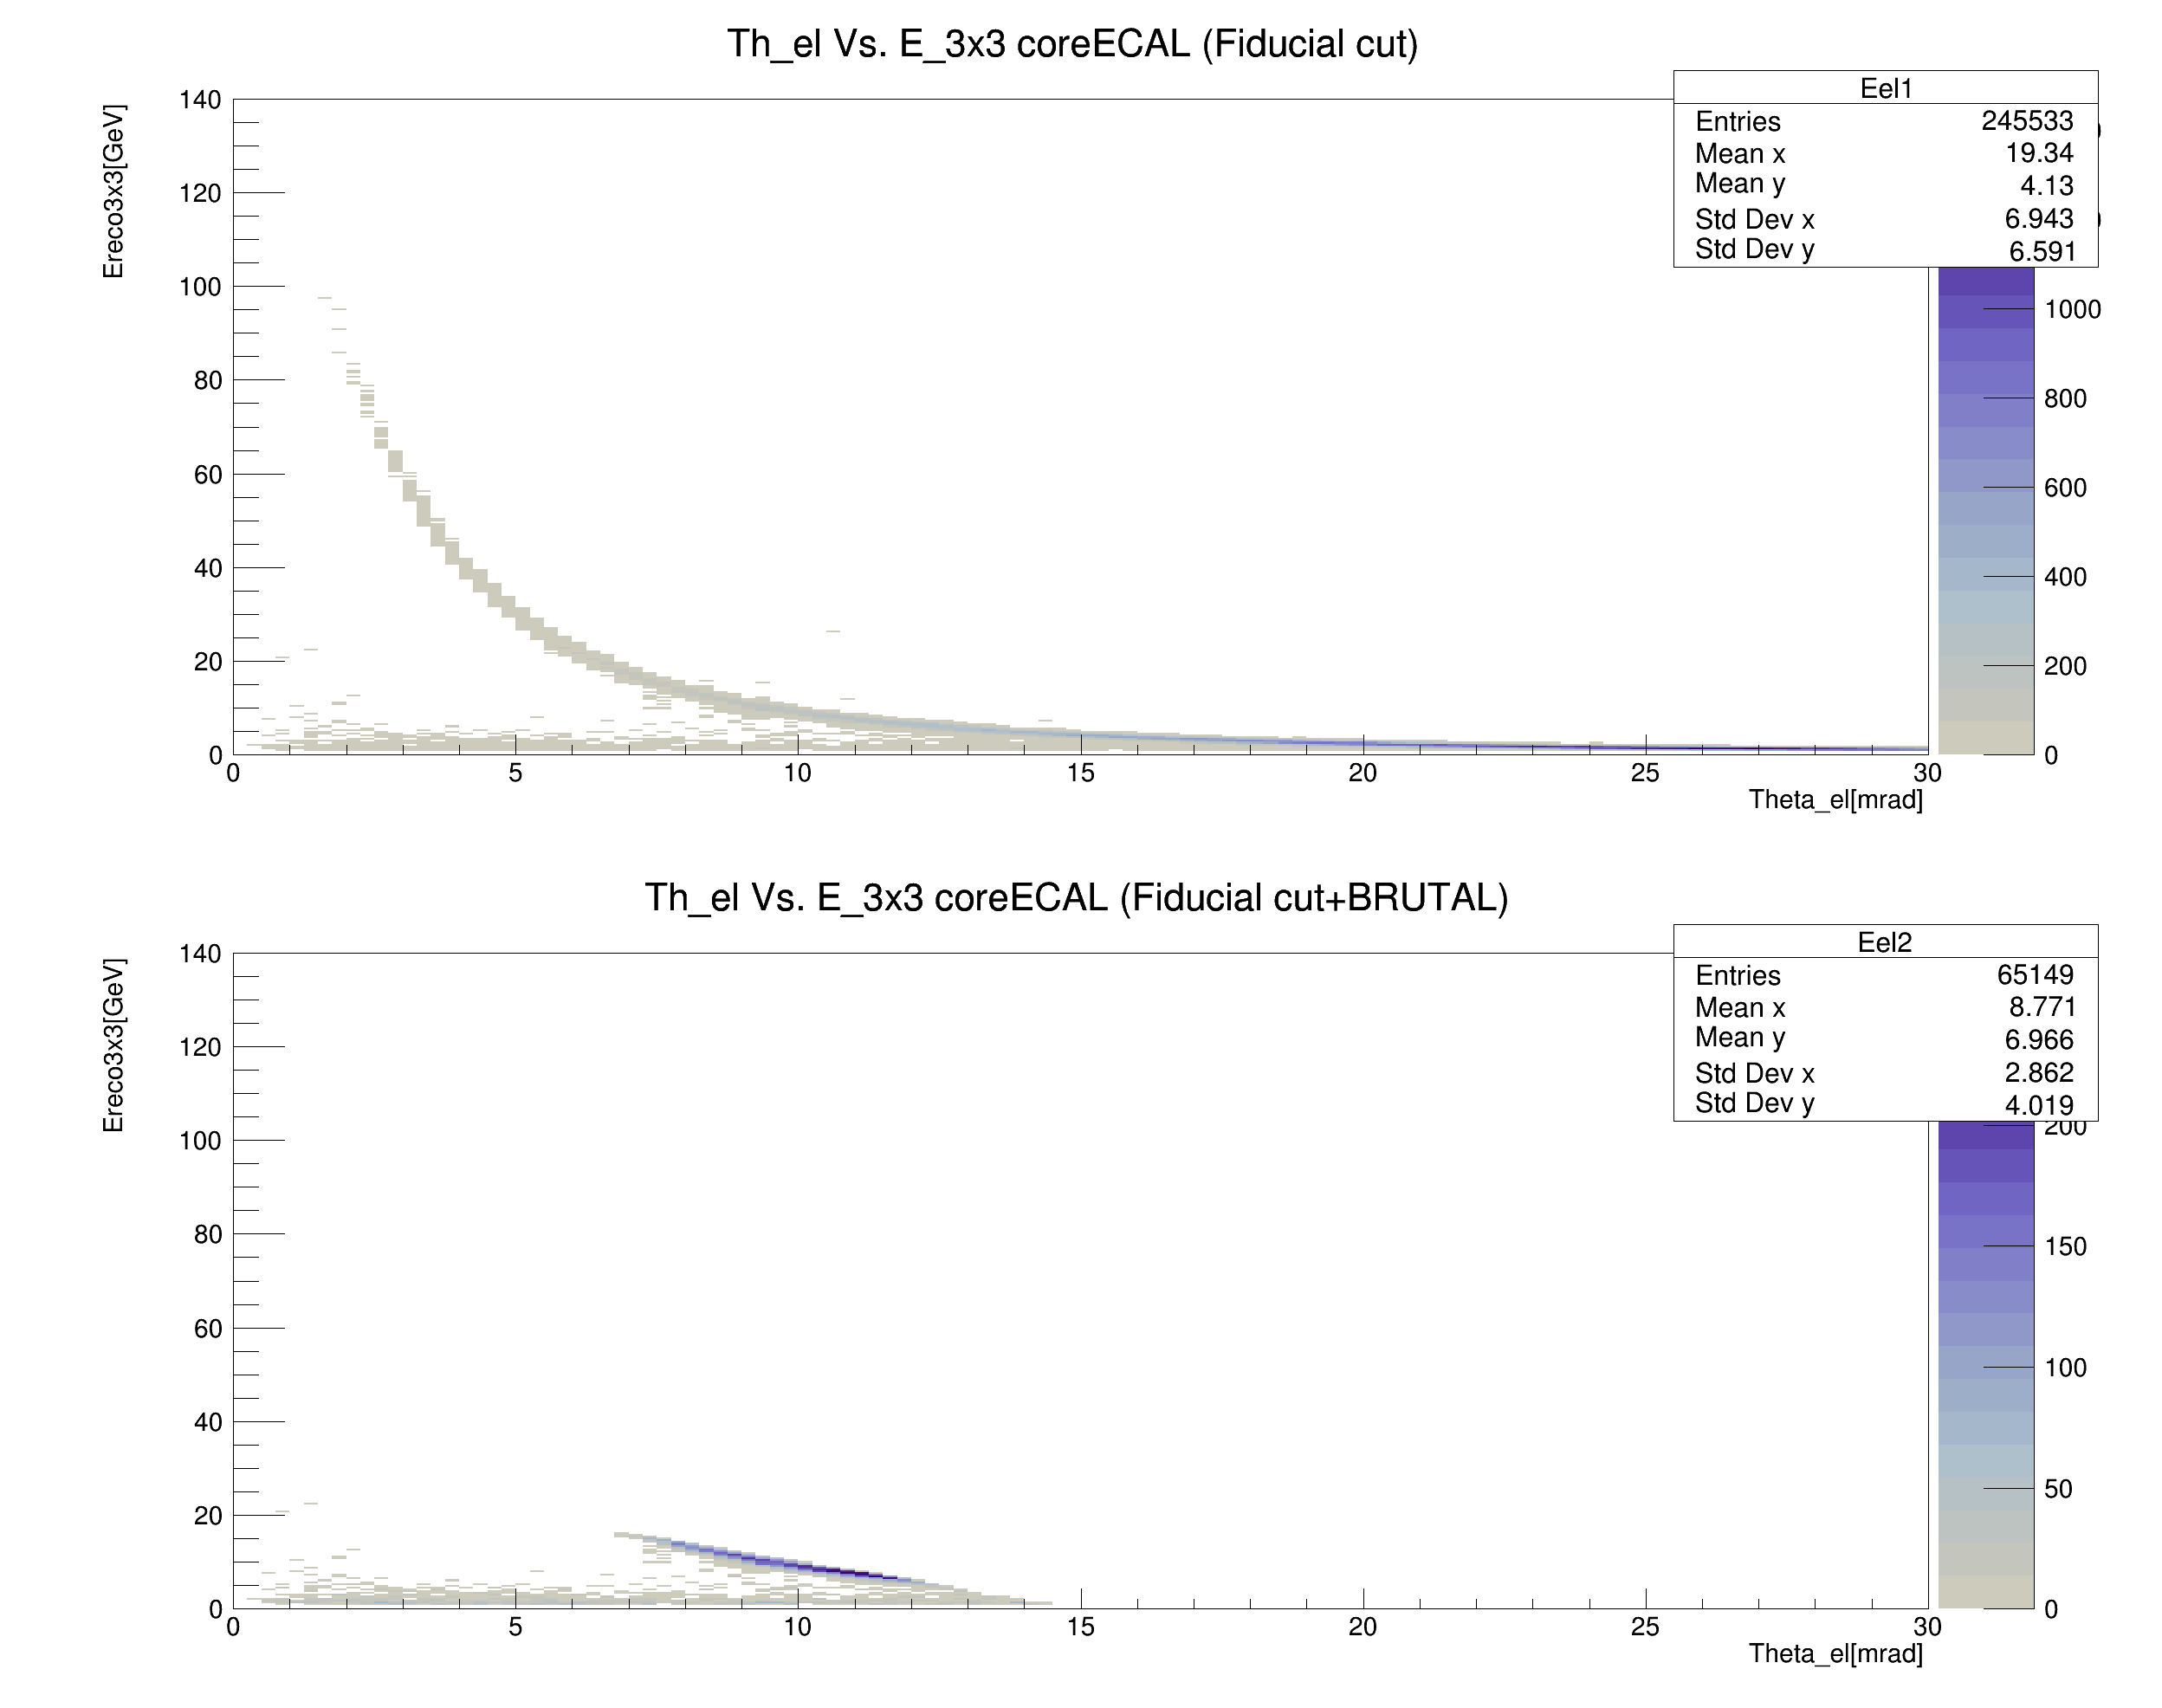 Th_el Vs. E_3x3 coreECAL (Fiducial cut)
Ereco3x3[GeV]
140
120
100
80
60
40
20
0
0 5 10 15 20 25 30
Theta_el[mrad]
Eel1
Entries 245533
Mean x 19.34
Mean y 4.13
Std Dev x 6.943
Std Dev y 6.591
1000
800
600
400
200
0
Th_el Vs. E_3x3 coreECAL (Fiducial cut+BRUTAL)
Ereco3x3[GeV]
140
120
100
80
60
40
20
0
0 5 10 15 20 25 30
Theta_el[mrad]
Eel2
Entries 65149
Mean x 8.771
Mean y 6.966
Std Dev x 2.862
Std Dev y 4.019
200
150
100
50
0